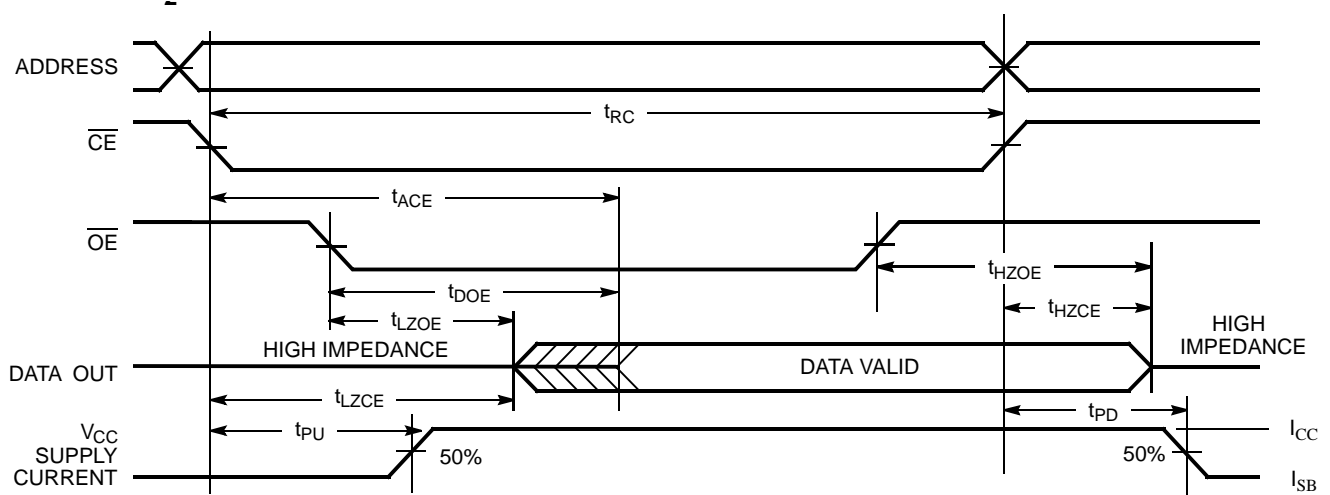 2
ADDRESS
tRC
CE
tACE
OE
tHZOE
tDOE
tHZCE
tLZOE
HIGH
IMPEDANCE
HIGH IMPEDANCE
DATA OUT
DATA VALID
tLZCE
tPD
VCC
SUPPLY
CURRENT
tPU
50%
50%
ICC
ISB